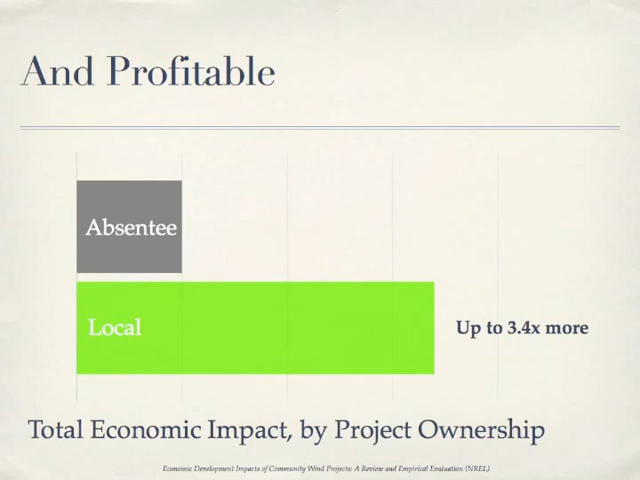 And Profitable
Absentee
Local
Up to 3.4x more
Total Economic Impact, by Project Ownership
Economic Development Impacts of Community Wind Projects: A Review and Empirical Evaluation (NREL)